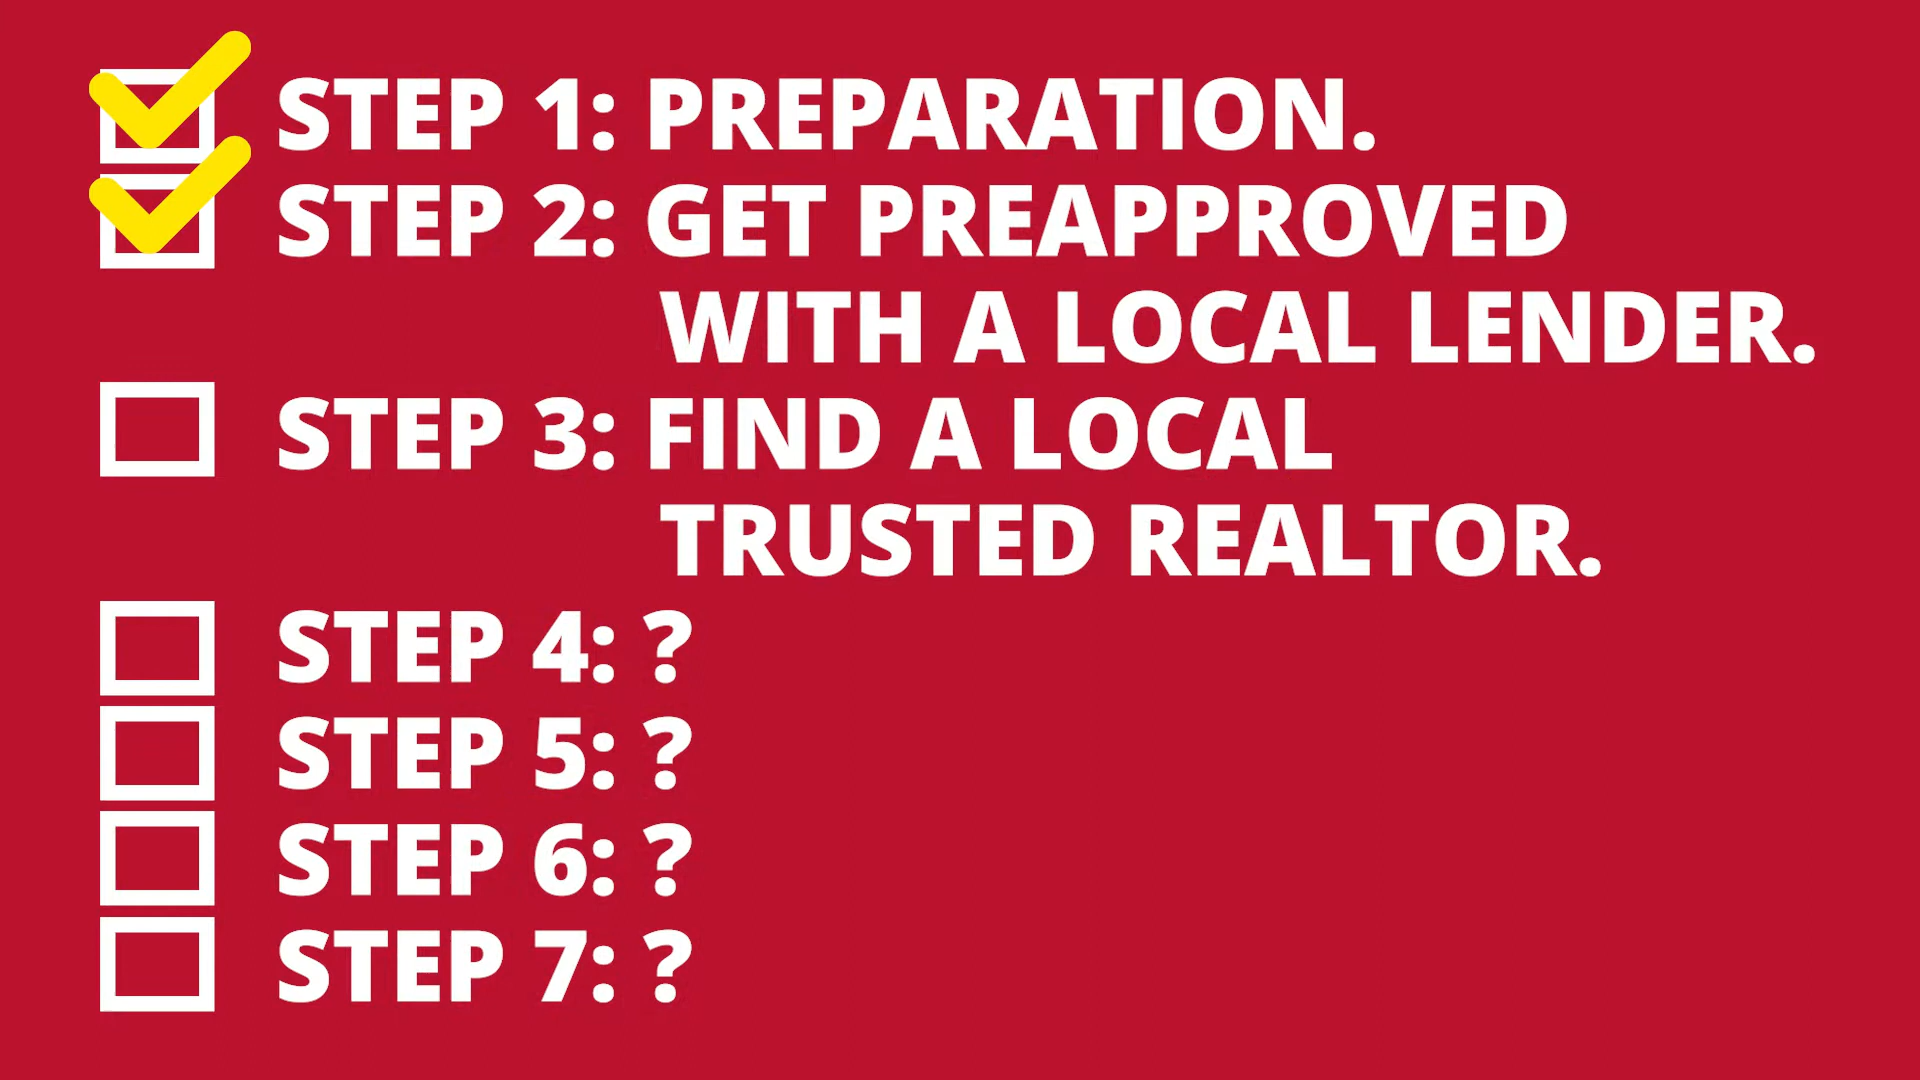 STEP 1: PREPARATION.
STEP 2: GET PREAPPROVED
WITH A LOCAL LENDER.
STEP 3: FIND A LOCAL
TRUSTED REALTOR.
STEP 4: ?
STEP 5: ?
STEP 6: ?
STEP 7: ?